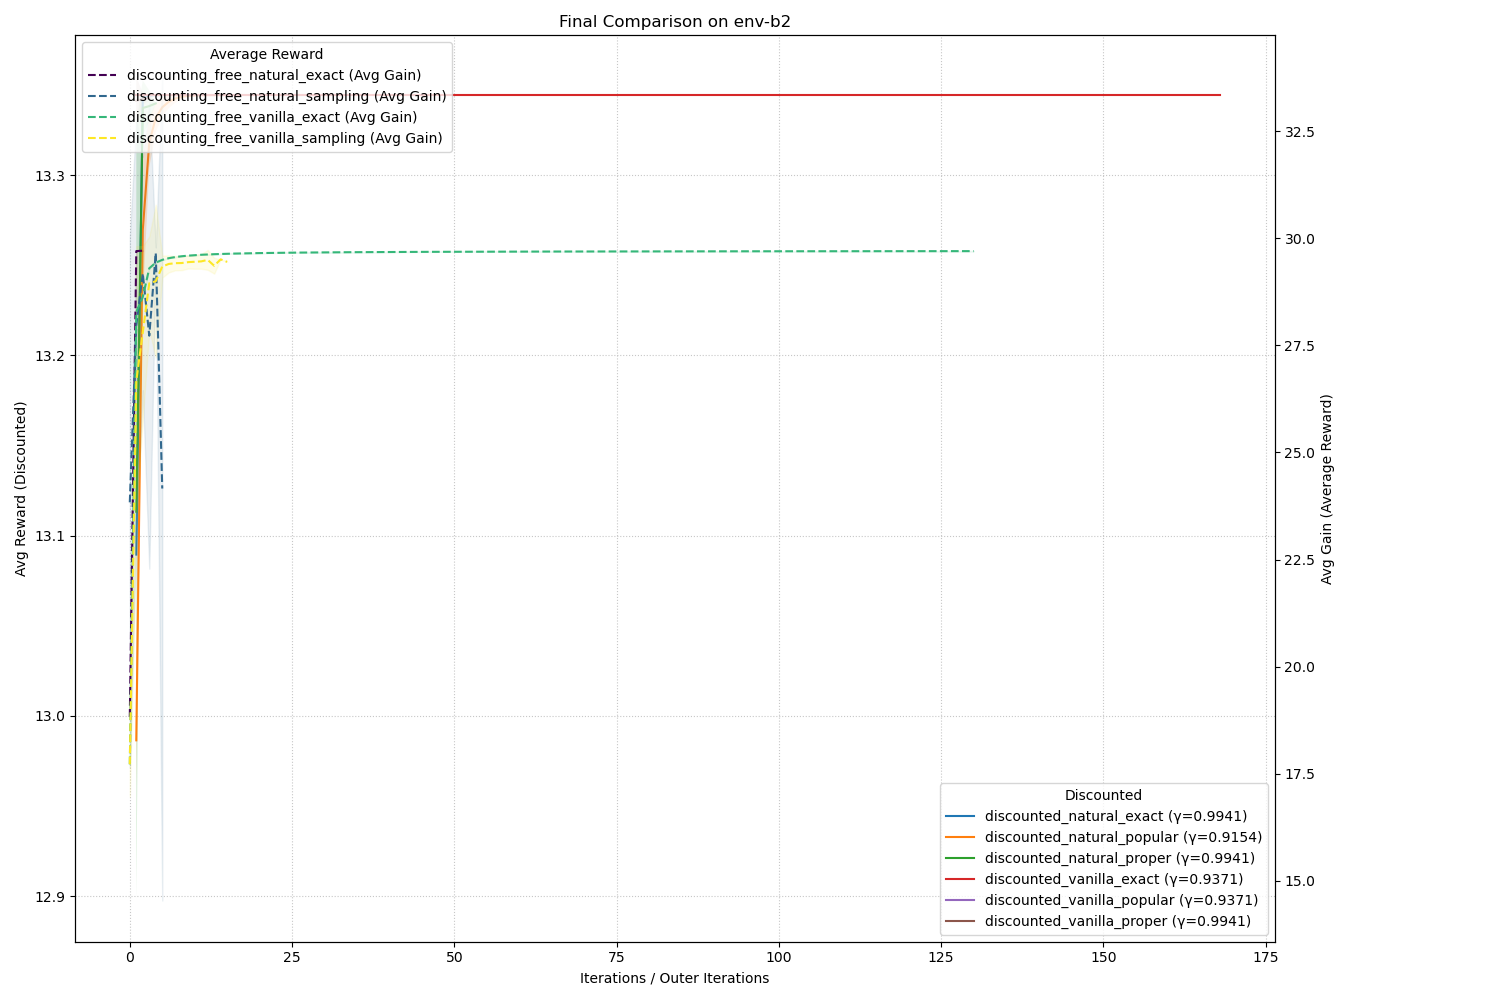 Final Comparison on env-b2
Average Reward
discounting_free_natural_exact (Avg Gain)
discounting_free_natural_sampling (Avg Gain)
discounting_free_vanilla_exact (Avg Gain)
discounting_free_vanilla_sampling (Avg Gain)
Avg Reward (Discounted)
13.3
13.2
13.1
13.0
12.9
32.5
30.0
27.5
25.0
22.5
20.0
17.5
15.0
Avg Gain (Average Reward)
Discounted
discounted_natural_exact (γ=0.9941)
discounted_natural_popular (γ=0.9154)
discounted_natural_proper (γ=0.9941)
discounted_vanilla_exact (γ=0.9371)
discounted_vanilla_popular (γ=0.9371)
discounted_vanilla_proper (γ=0.9941)
0 25 50 75 100 125 150 175
Iterations / Outer Iterations